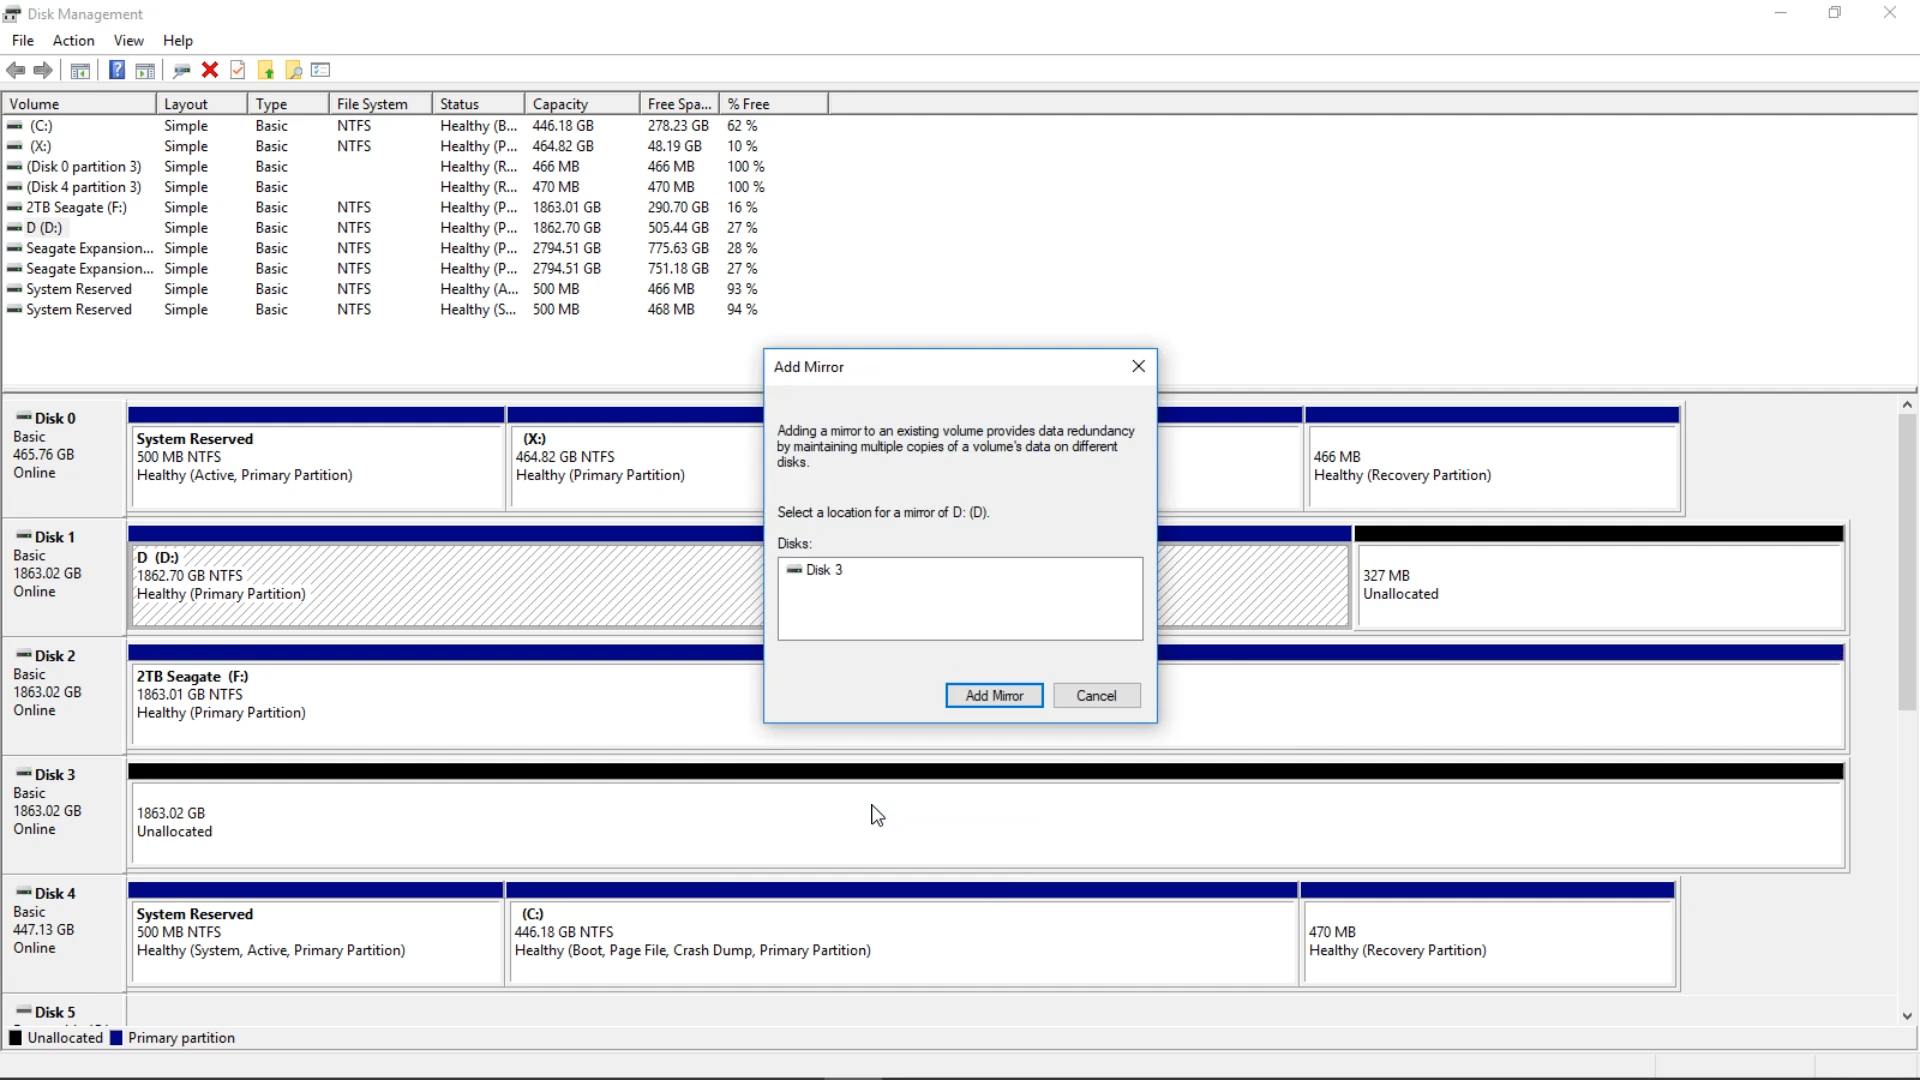 Disk Management
File Action View Help
Volume Layout Type File System Status Capacity Free Spa... % Free
(C:) Simple Basic NTFS Healthy (B... 446.18 GB 278.23 GB 62 %
(X:) Simple Basic NTFS Healthy (P... 464.82 GB 48.19 GB 10 %
(Disk 0 partition 3) Simple Basic Healthy (R... 466 MB 466 MB 100 %
(Disk 4 partition 3) Simple Basic Healthy (R... 470 MB 470 MB 100 %
2TB Seagate (F:) Simple Basic NTFS Healthy (P... 1863.01 GB 290.70 GB 16 %
D (D:) Simple Basic NTFS Healthy (P... 1862.70 GB 505.44 GB 27 %
Seagate Expansion... Simple Basic NTFS Healthy (P... 2794.51 GB 775.63 GB 28 %
Seagate Expansion... Simple Basic NTFS Healthy (P... 2794.51 GB 751.18 GB 27 %
System Reserved Simple Basic NTFS Healthy (A... 500 MB 466 MB 93 %
System Reserved Simple Basic NTFS Healthy (S... 500 MB 468 MB 94 %
Add Mirror
Adding a mirror to an existing volume provides data redundancy
by maintaining multiple copies of a volume's data on different
disks.
Select a location for a mirror of D: (D).
Disks:
Disk 3
Add Mirror Cancel
Disk 0
Basic
465.76 GB
Online
System Reserved
500 MB NTFS
Healthy (Active, Primary Partition)
(X:)
464.82 GB NTFS
Healthy (Primary Partition)
466 MB
Healthy (Recovery Partition)
Disk 1
Basic
1863.02 GB
Online
D (D:)
1862.70 GB NTFS
Healthy (Primary Partition)
327 MB
Unallocated
Disk 2
Basic
1863.02 GB
Online
2TB Seagate (F:)
1863.01 GB NTFS
Healthy (Primary Partition)
Disk 3
Basic
1863.02 GB
Online
1863.02 GB
Unallocated
Disk 4
Basic
447.13 GB
Online
System Reserved
500 MB NTFS
Healthy (System, Active, Primary Partition)
(C:)
446.18 GB NTFS
Healthy (Boot, Page File, Crash Dump, Primary Partition)
470 MB
Healthy (Recovery Partition)
Disk 5
Unallocated Primary partition